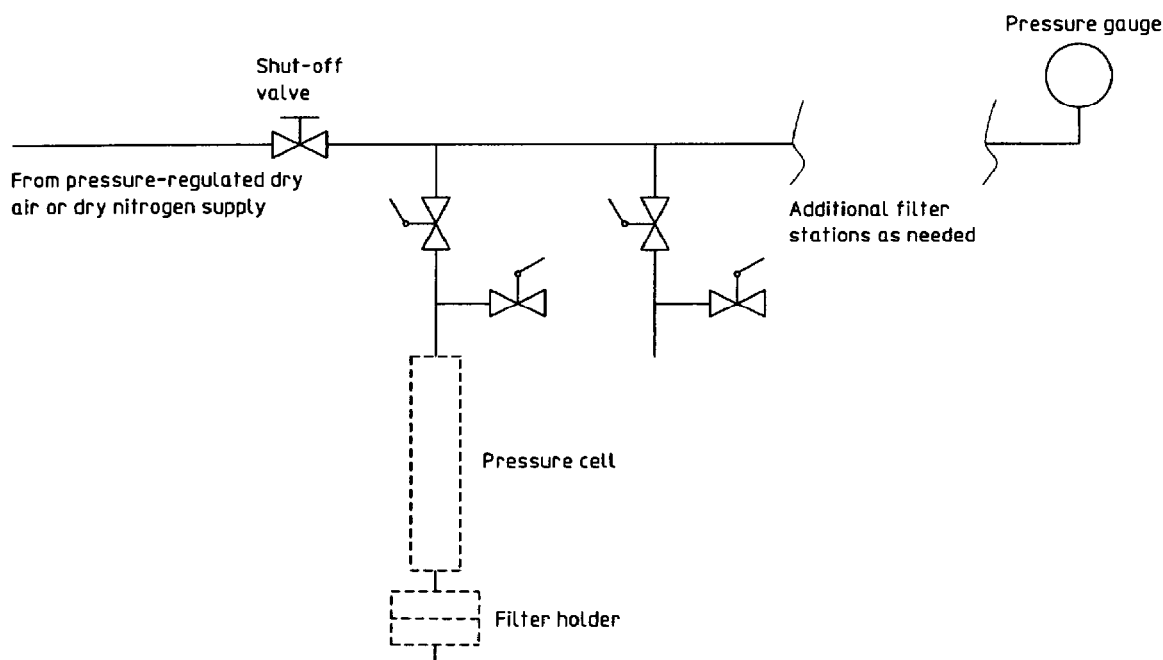 Pressure gauge
Shut-off
valve
From pressure-regulated dry
air or dry nitrogen supply
Additional filter
stations as needed
Pressure cell
Filter holder